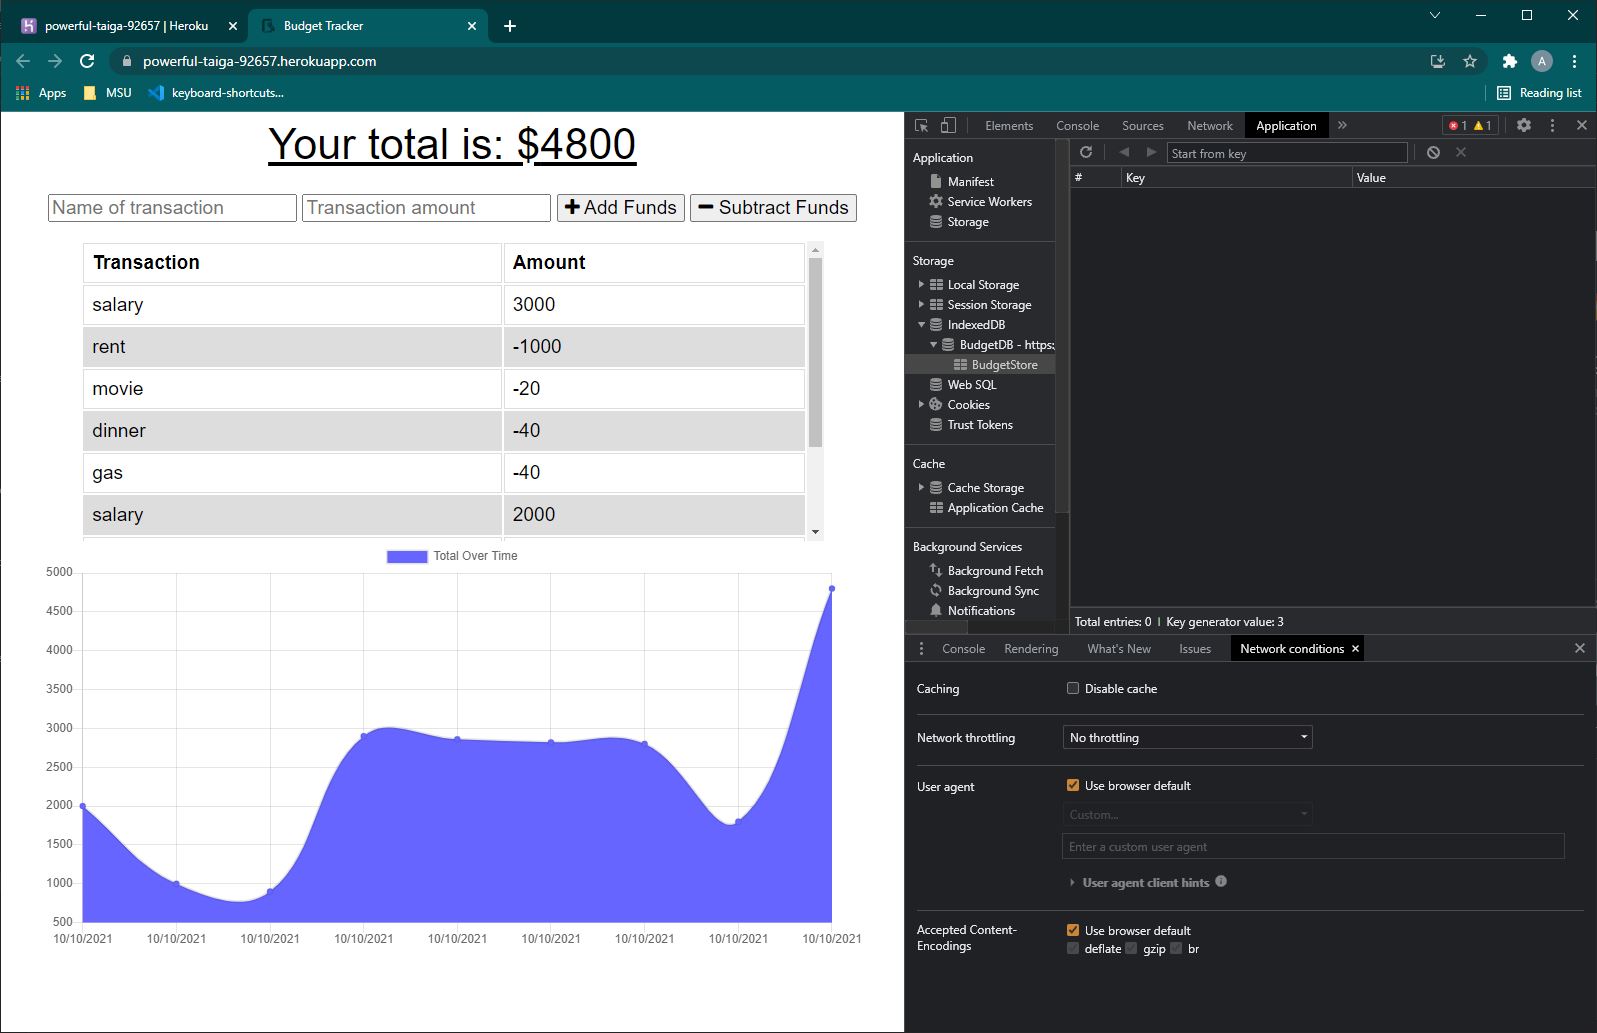 powerful-taiga-92657 | Heroku
Budget Tracker
powerful-taiga-92657.herokuapp.com
A
Apps
MSU
keyboard-shortcuts...
Reading list
Your total is: $4800
Name of transaction
Transaction amount
Add Funds
Subtract Funds
Transaction Amount
salary 3000
rent -1000
movie -20
dinner -40
gas -40
salary 2000
Total Over Time
5000
4500
4000
3500
3000
2500
2000
1500
1000
500
10/10/2021 10/10/2021 10/10/2021 10/10/2021 10/10/2021 10/10/2021 10/10/2021 10/10/2021 10/10/2021
Elements Console Sources Network Application » 1 1
Application
Manifest
Service Workers
Storage
Storage
Local Storage
Session Storage
IndexedDB
BudgetDB - https:
BudgetStore
Web SQL
Cookies
Trust Tokens
Cache
Cache Storage
Application Cache
Background Services
Background Fetch
Background Sync
Notifications
Start from key
# Key Value
Total entries: 0 | Key generator value: 3
Console Rendering What's New Issues Network conditions
Caching
Disable cache
Network throttling
No throttling
User agent
Use browser default
Custom...
Enter a custom user agent
User agent client hints
Accepted Content-
Encodings
Use browser default
deflate gzip br